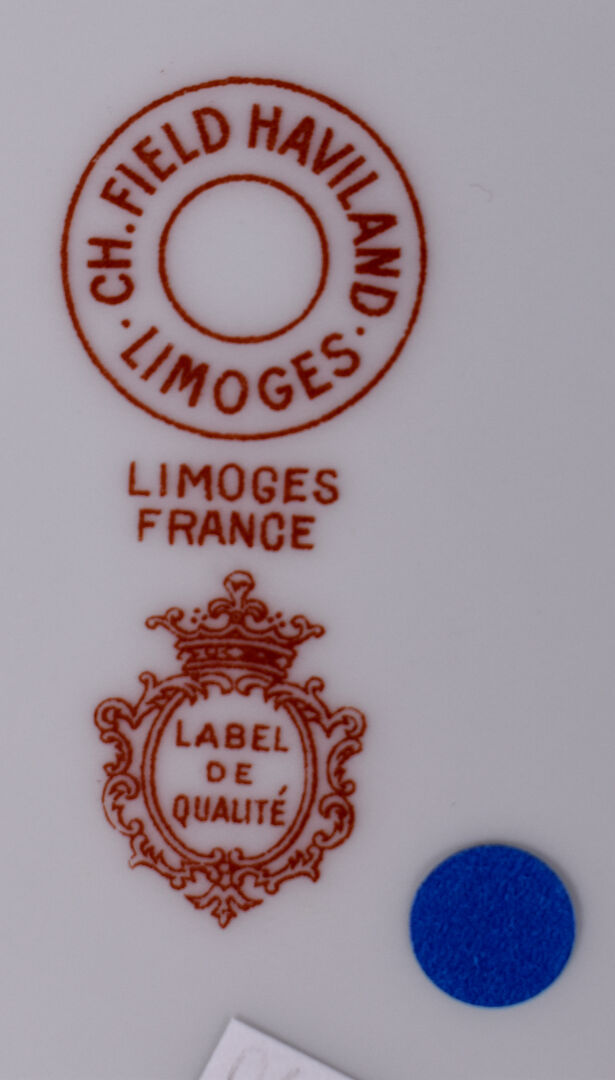 CH. FIELD HAVILAND
· LIMOGES ·
LIMOGES
FRANCE
LABEL
DE
QUALITÉ